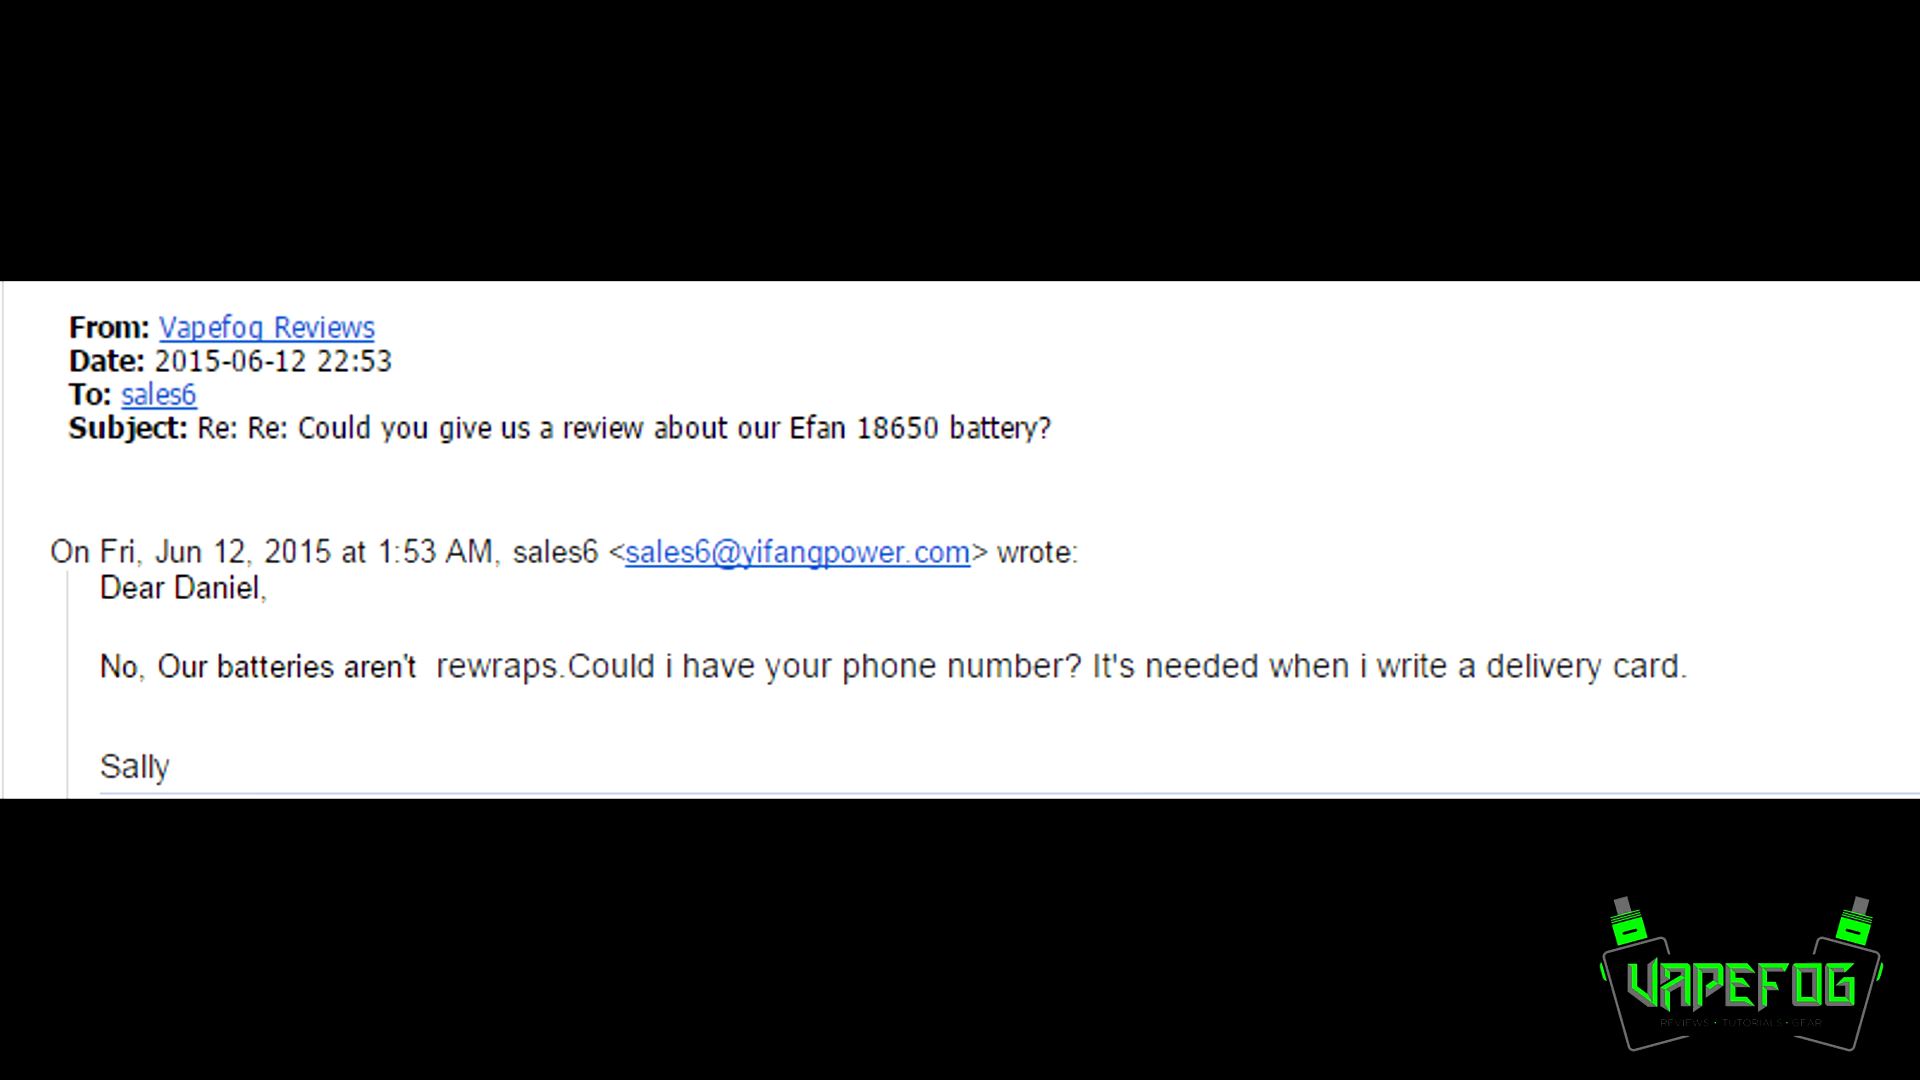 From: Vapefog Reviews
Date: 2015-06-12 22:53
To: sales6
Subject: Re: Re: Could you give us a review about our Efan 18650 battery?
On Fri, Jun 12, 2015 at 1:53 AM, sales6 <sales6@yifangpower.com> wrote:
Dear Daniel,
No, Our batteries aren't  rewraps.Could i have your phone number? It's needed when i write a delivery card.
Sally
VAPEFOG
REVIEWS • TUTORIALS • GEAR